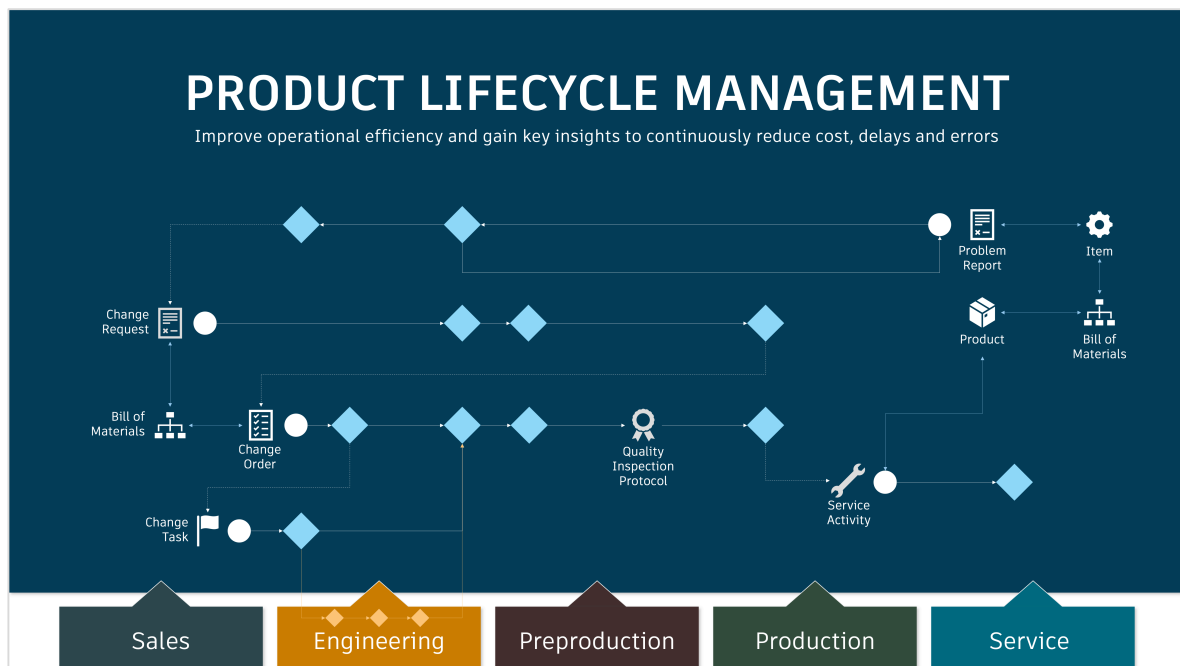 PRODUCT LIFECYCLE MANAGEMENT
Improve operational efficiency and gain key insights to continuously reduce cost, delays and errors
Problem
Report
Item
Change
Request
Product
Bill of
Materials
Bill of
Materials
Change
Order
Quality
Inspection
Protocol
Service
Activity
Change
Task
Sales
Engineering
Preproduction
Production
Service